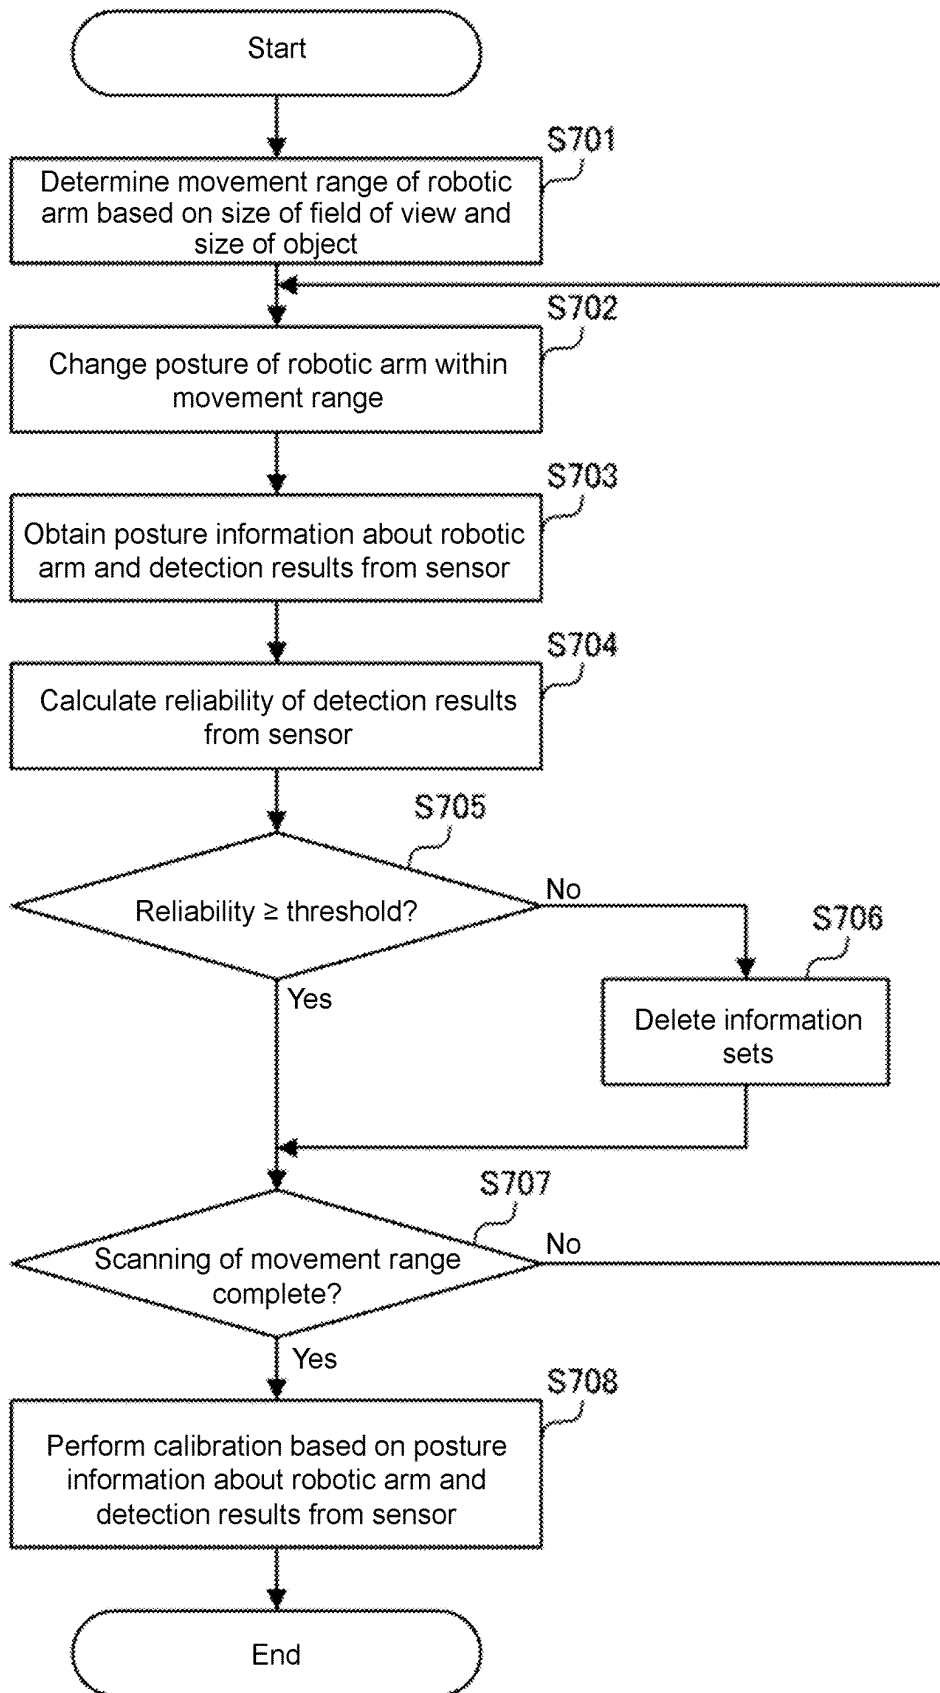 Start
S701
Determine movement range of robotic
arm based on size of field of view and
size of object
S702
Change posture of robotic arm within
movement range
S703
Obtain posture information about robotic
arm and detection results from sensor
S704
Calculate reliability of detection results
from sensor
S705
Reliability ≥ threshold?
No
Yes
S706
Delete information
sets
S707
Scanning of movement range
complete?
No
Yes
S708
Perform calibration based on posture
information about robotic arm and
detection results from sensor
End